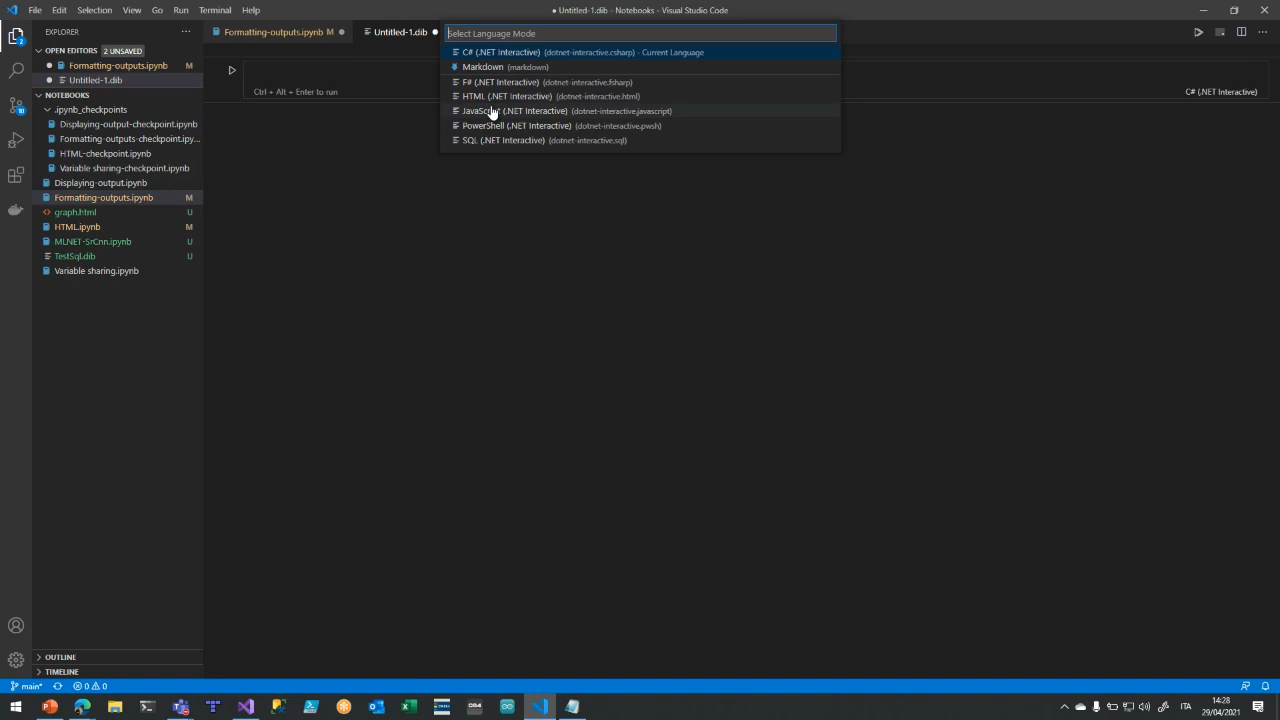 File Edit Selection View Go Run Terminal Help
● Untitled-1.dib - Notebooks - Visual Studio Code
EXPLORER
Formatting-outputs.ipynb M
Untitled-1.dib
Select Language Mode
C# (.NET Interactive) (dotnet-interactive.csharp) - Current Language
Markdown (markdown)
F# (.NET Interactive) (dotnet-interactive.fsharp)
HTML (.NET Interactive) (dotnet-interactive.html)
JavaScript (.NET Interactive) (dotnet-interactive.javascript)
PowerShell (.NET Interactive) (dotnet-interactive.pwsh)
SQL (.NET Interactive) (dotnet-interactive.sql)
Ctrl + Alt + Enter to run
C# (.NET Interactive)
OPEN EDITORS 2 UNSAVED
Formatting-outputs.ipynb M
Untitled-1.dib
NOTEBOOKS
.ipynb_checkpoints
Displaying-output-checkpoint.ipynb
Formatting-outputs-checkpoint.ipy...
HTML-checkpoint.ipynb
Variable sharing-checkpoint.ipynb
Displaying-output.ipynb
Formatting-outputs.ipynb M
graph.html U
HTML.ipynb M
MLNET-SrCnn.ipynb U
TestSql.dib U
Variable sharing.ipynb
OUTLINE
TIMELINE
main* 0 0
2
10
ITA
14:28
29/04/2021